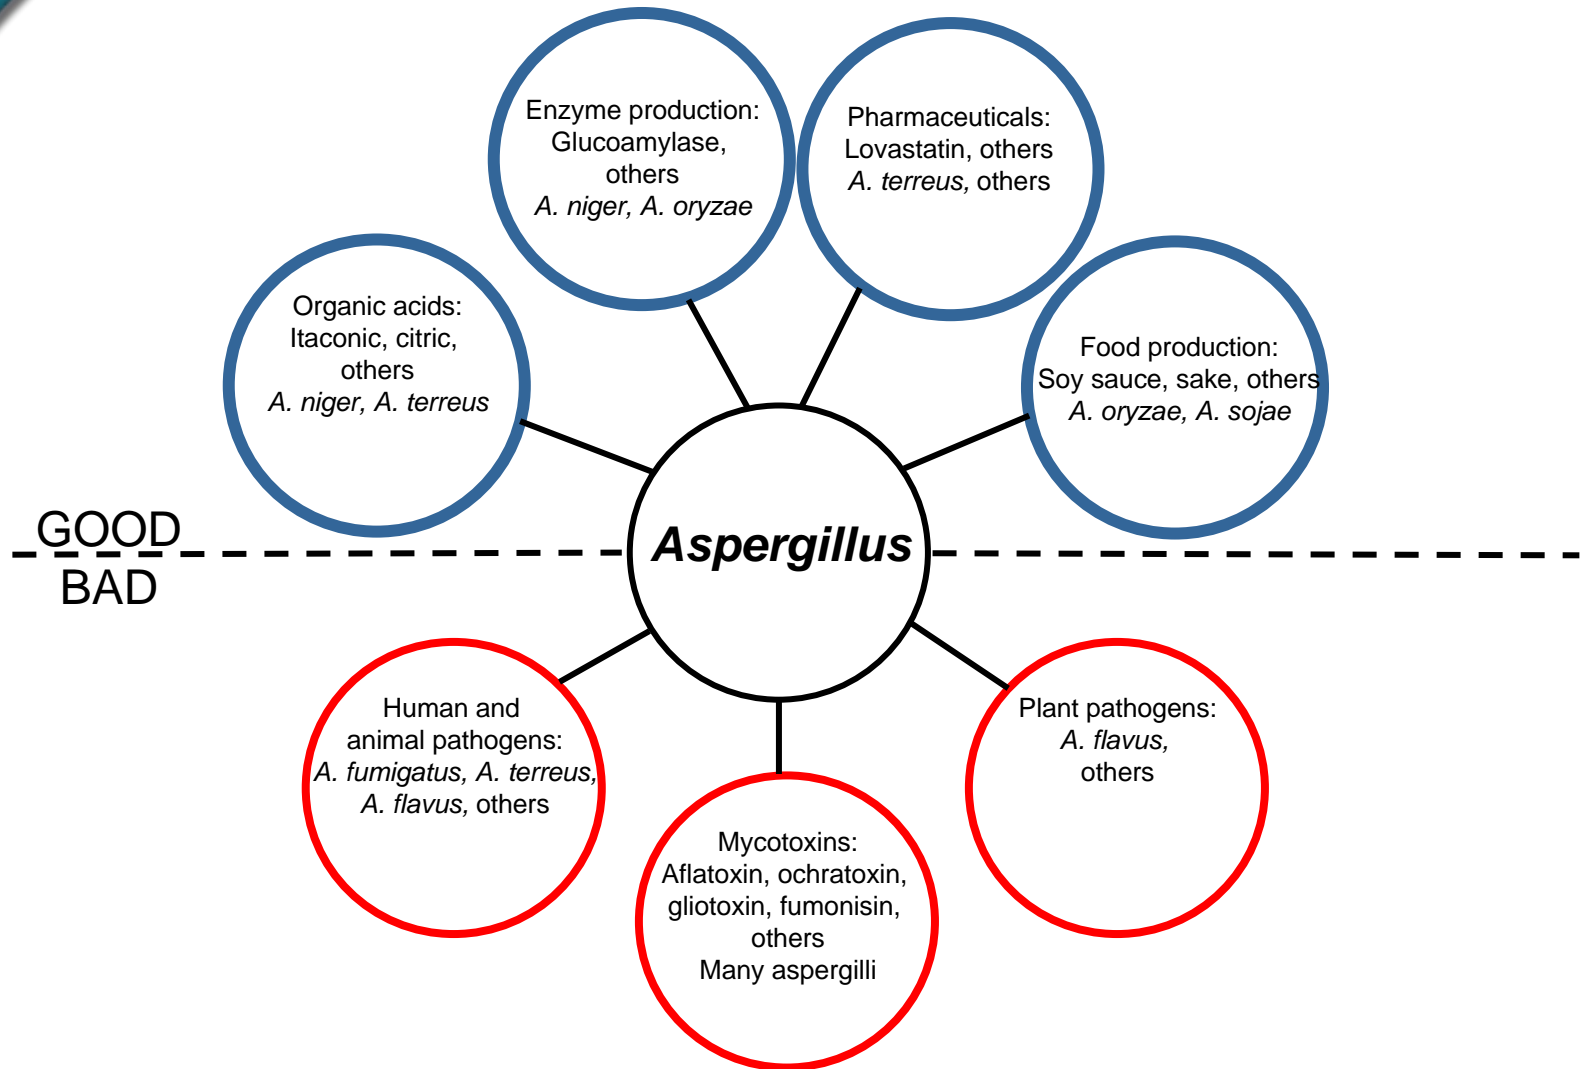 Enzyme production:
Glucoamylase,
others
A. niger, A. oryzae
Pharmaceuticals:
Lovastatin, others
A. terreus, others
Organic acids:
Itaconic, citric,
others
A. niger, A. terreus
Food production:
Soy sauce, sake, others
A. oryzae, A. sojae
GOOD
BAD
Aspergillus
Human and
animal pathogens:
A. fumigatus, A. terreus,
A. flavus, others
Mycotoxins:
Aflatoxin, ochratoxin,
gliotoxin, fumonisin,
others
Many aspergilli
Plant pathogens:
A. flavus,
others